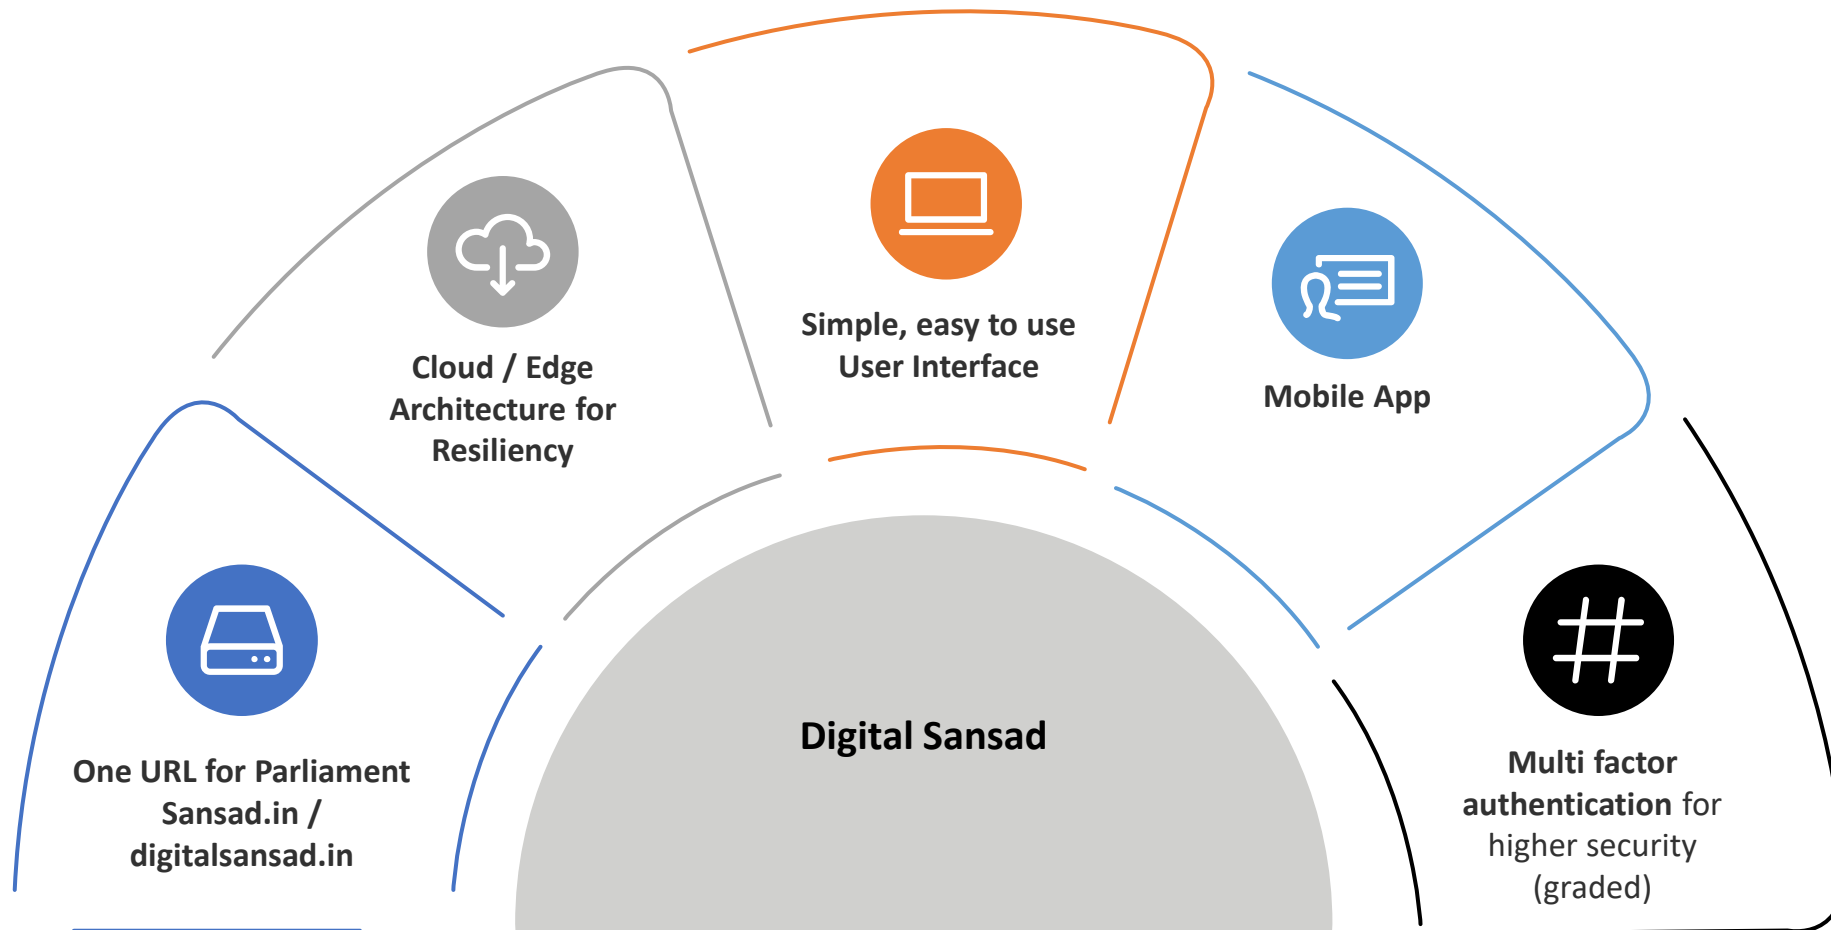 Simple, easy to use
User Interface
Cloud / Edge
Architecture for
Resiliency
Mobile App
One URL for Parliament
Sansad.in /
digitalsansad.in
Digital Sansad
Multi factor
authentication for
higher security
(graded)